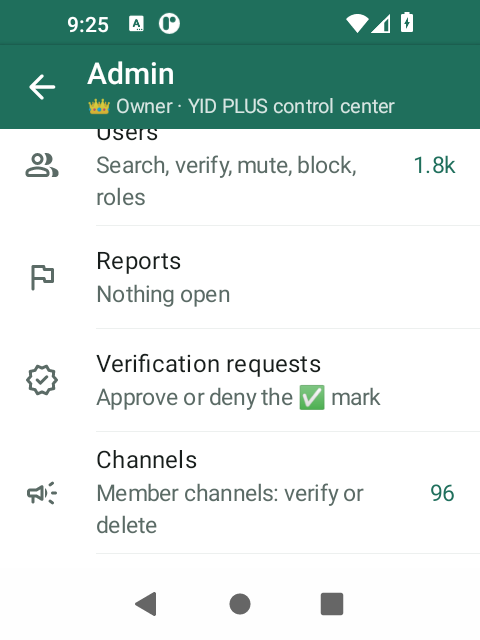 9:25
Admin
👑 Owner · YID PLUS control center
Users
Search, verify, mute, block,
roles
1.8k
Reports
Nothing open
Verification requests
Approve or deny the ✅ mark
Channels
Member channels: verify or
delete
96